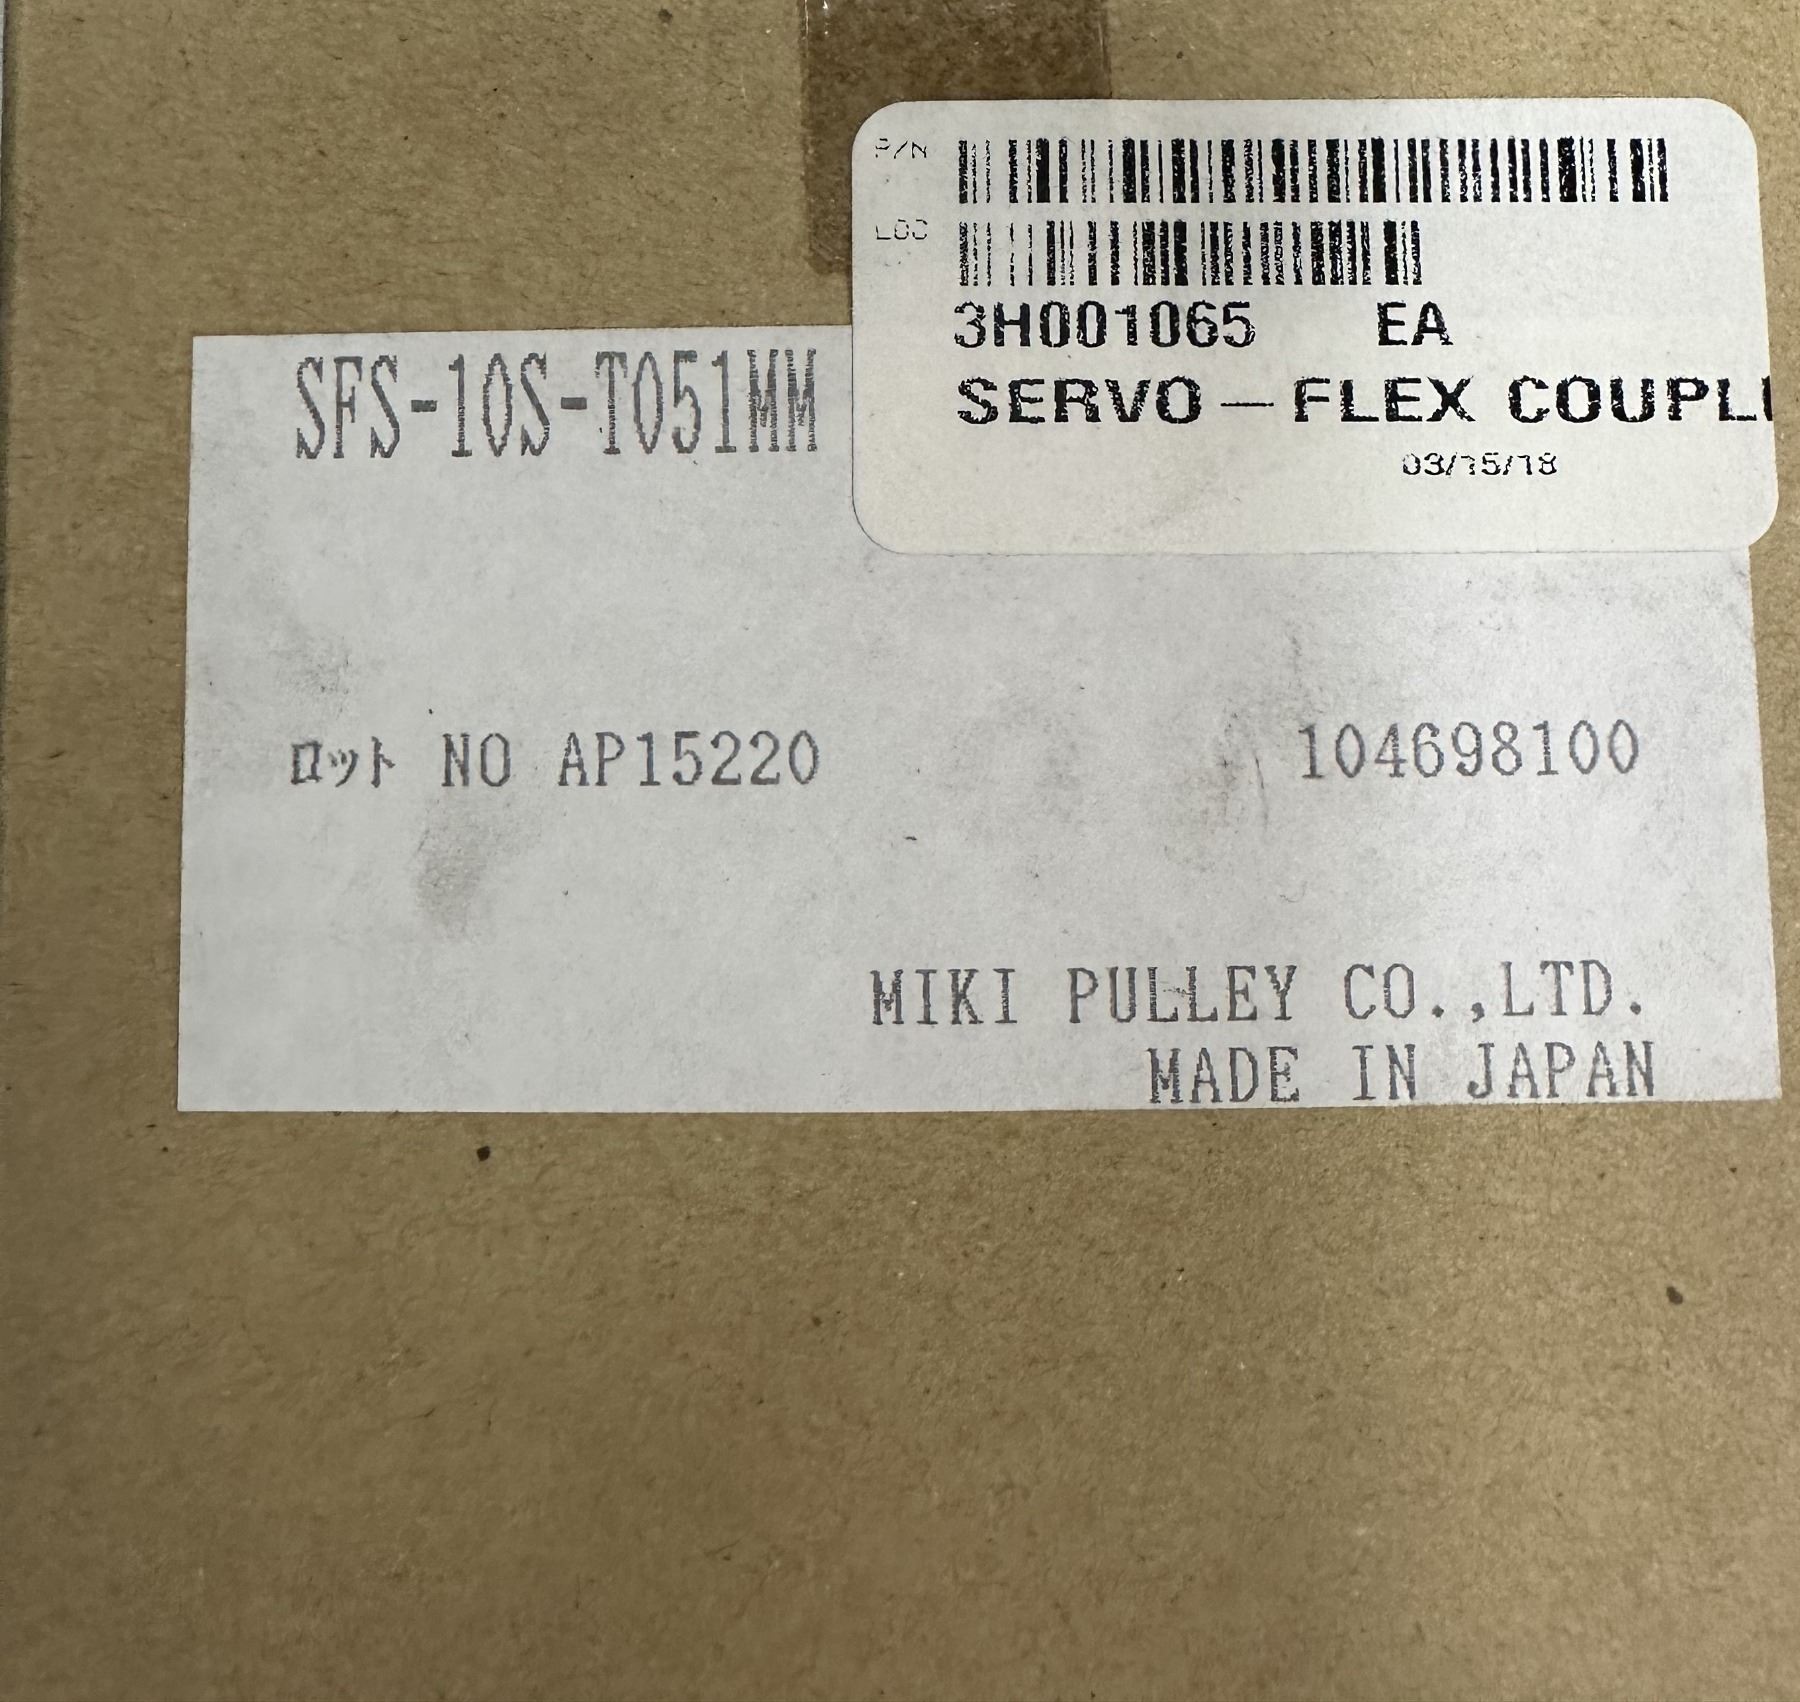 P/N
LOC
3H001065 EA
SERVO-FLEX COUPLI
03/15/18
SFS-10S-T051MM
ロット NO AP15220 104698100
MIKI PULLEY CO.,LTD.
MADE IN JAPAN